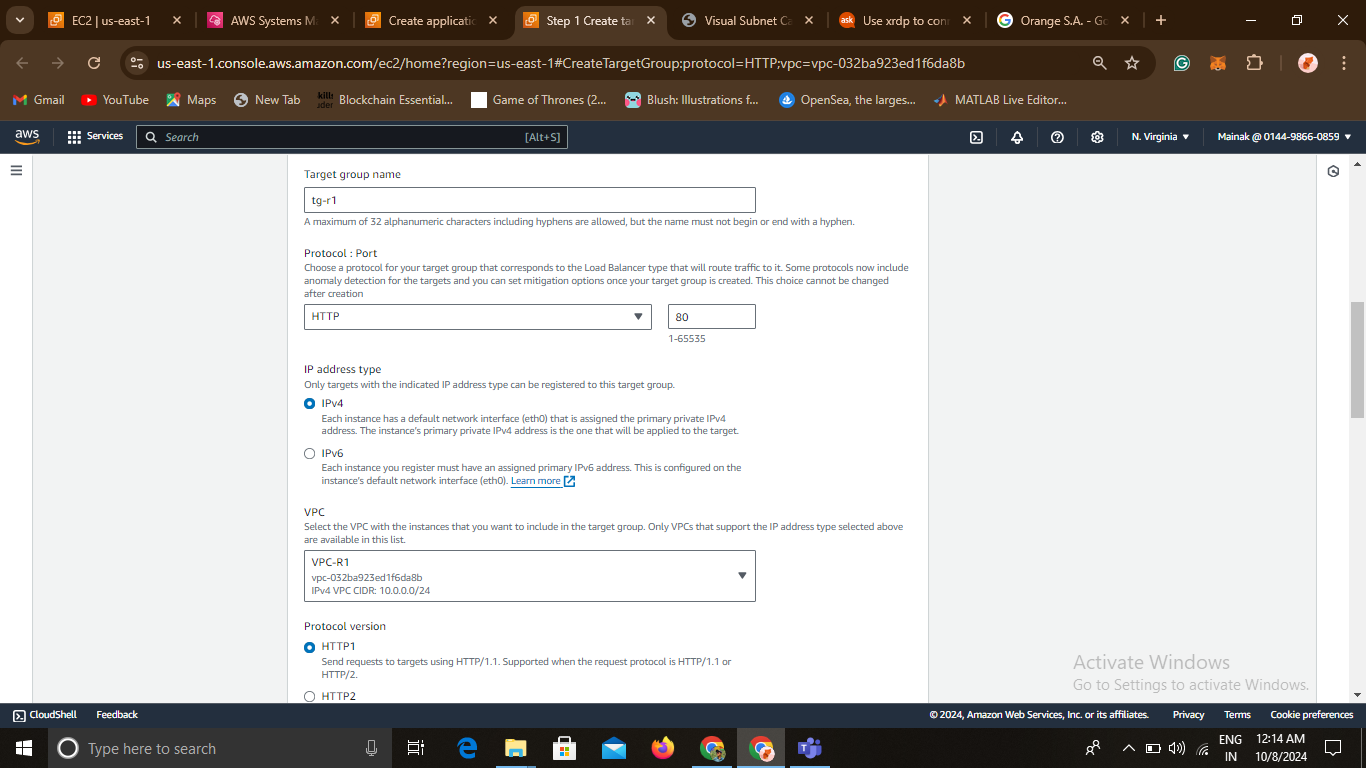 EC2 | us-east-1
AWS Systems M
Create applicatio
Step 1 Create ta
Visual Subnet Ca
ask
Use xrdp to conn
Orange S.A. - Go
us-east-1.console.aws.amazon.com/ec2/home?region=us-east-1#CreateTargetGroup:protocol=HTTP;vpc=vpc-032ba923ed1f6da8b
Gmail
YouTube
Maps
New Tab
Blockchain Essential...
Game of Thrones (2...
Blush: Illustrations f...
OpenSea, the larges...
MATLAB Live Editor...
aws
Services
Search
[Alt+S]
N. Virginia
Mainak @ 0144-9866-0859
Target group name
tg-r1
A maximum of 32 alphanumeric characters including hyphens are allowed, but the name must not begin or end with a hyphen.
Protocol : Port
Choose a protocol for your target group that corresponds to the Load Balancer type that will route traffic to it. Some protocols now include
anomaly detection for the targets and you can set mitigation options once your target group is created. This choice cannot be changed
after creation
HTTP
80
1-65535
IP address type
Only targets with the indicated IP address type can be registered to this target group.
IPv4
Each instance has a default network interface (eth0) that is assigned the primary private IPv4
address. The instance's primary private IPv4 address is the one that will be applied to the target.
IPv6
Each instance you register must have an assigned primary IPv6 address. This is configured on the
instance's default network interface (eth0). Learn more
VPC
Select the VPC with the instances that you want to include in the target group. Only VPCs that support the IP address type selected above
are available in this list.
VPC-R1
vpc-032ba923ed1f6da8b
IPv4 VPC CIDR: 10.0.0.0/24
Protocol version
HTTP1
Send requests to targets using HTTP/1.1. Supported when the request protocol is HTTP/1.1 or
HTTP/2.
HTTP2
Activate Windows
Go to Settings to activate Windows.
CloudShell
Feedback
© 2024, Amazon Web Services, Inc. or its affiliates.
Privacy
Terms
Cookie preferences
Type here to search
ENG
IN
12:14 AM
10/8/2024